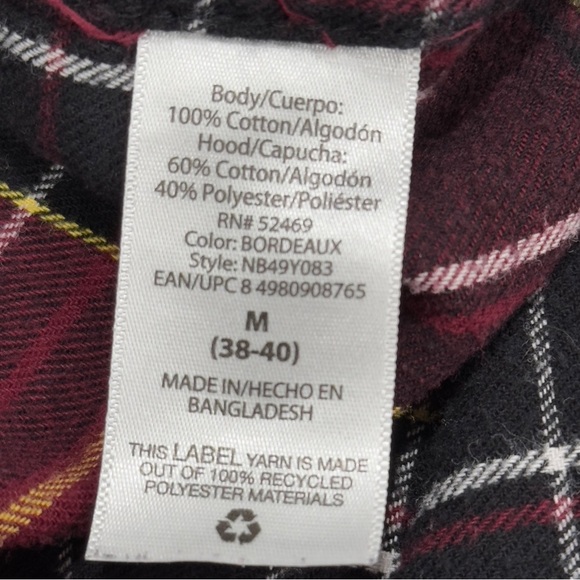 Body/Cuerpo:
100% Cotton/Algodón
Hood/Capucha:
60% Cotton/Algodón
40% Polyester/Poliéster
RN# 52469
Color: BORDEAUX
Style: NB49Y083
EAN/UPC 8 4980908765
M
(38-40)
MADE IN/HECHO EN
BANGLADESH
THIS LABEL YARN IS MADE
OUT OF 100% RECYCLED
POLYESTER MATERIALS